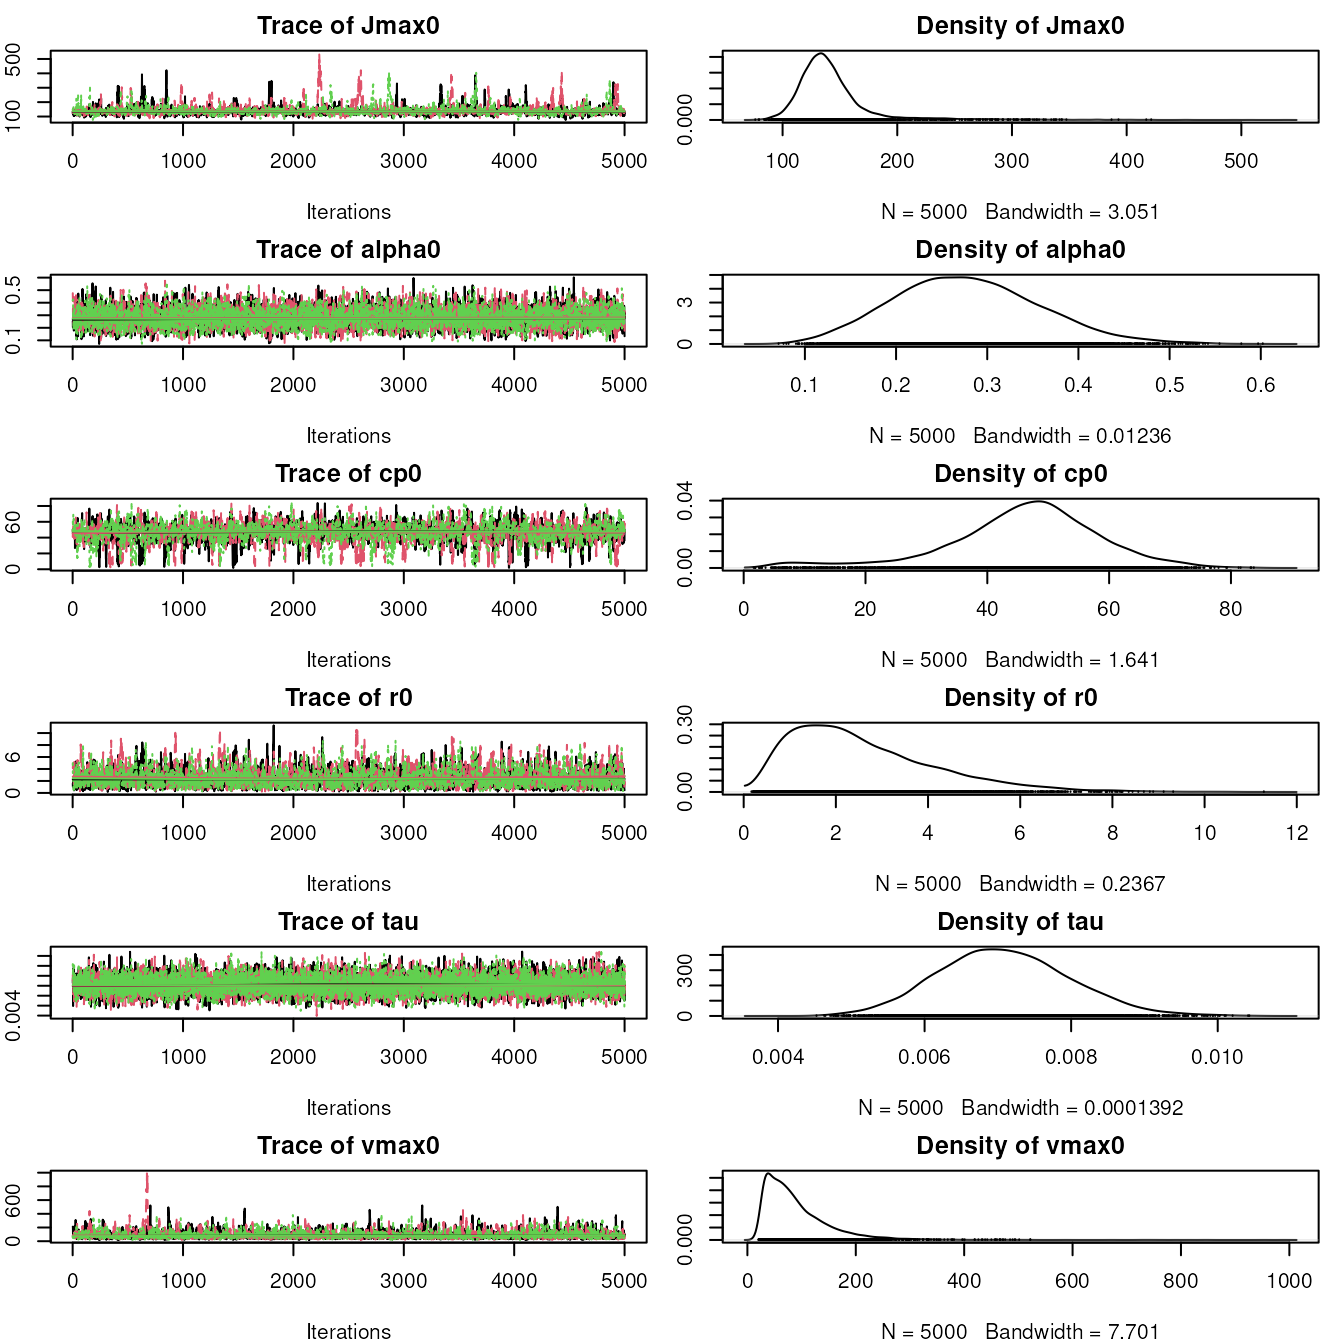 Trace of Jmax0
500
100
0 1000 2000 3000 4000 5000
Iterations
Density of Jmax0
0.000
100 200 300 400 500
N = 5000 Bandwidth = 3.051
Trace of alpha0
0.5
0.1
0 1000 2000 3000 4000 5000
Iterations
Density of alpha0
3
0
0.1 0.2 0.3 0.4 0.5 0.6
N = 5000 Bandwidth = 0.01236
Trace of cp0
60
0
0 1000 2000 3000 4000 5000
Iterations
Density of cp0
0.04
0.00
0 20 40 60 80
N = 5000 Bandwidth = 1.641
Trace of r0
6
0
0 1000 2000 3000 4000 5000
Iterations
Density of r0
0.30
0.00
0 2 4 6 8 10 12
N = 5000 Bandwidth = 0.2367
Trace of tau
0.004
0 1000 2000 3000 4000 5000
Iterations
Density of tau
300
0
0.004 0.006 0.008 0.010
N = 5000 Bandwidth = 0.0001392
Trace of vmax0
600
0
0 1000 2000 3000 4000 5000
Iterations
Density of vmax0
0.000
0 200 400 600 800 1000
N = 5000 Bandwidth = 7.701